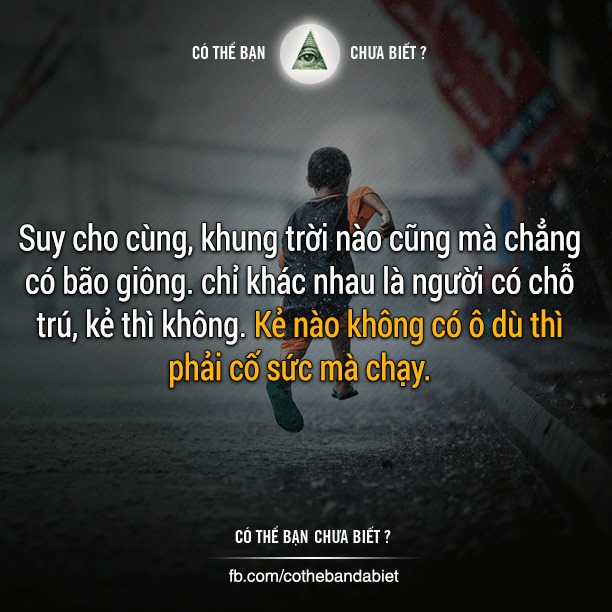 CÓ THỂ BẠN CHƯA BIẾT ?
Suy cho cùng, khung trời nào cũng mà chẳng
có bão giông. chỉ khác nhau là người có chỗ
trú, kẻ thì không. Kẻ nào không có ô dù thì
phải cố sức mà chạy.
CÓ THỂ BẠN CHƯA BIẾT ?
fb.com/cothebandabiet